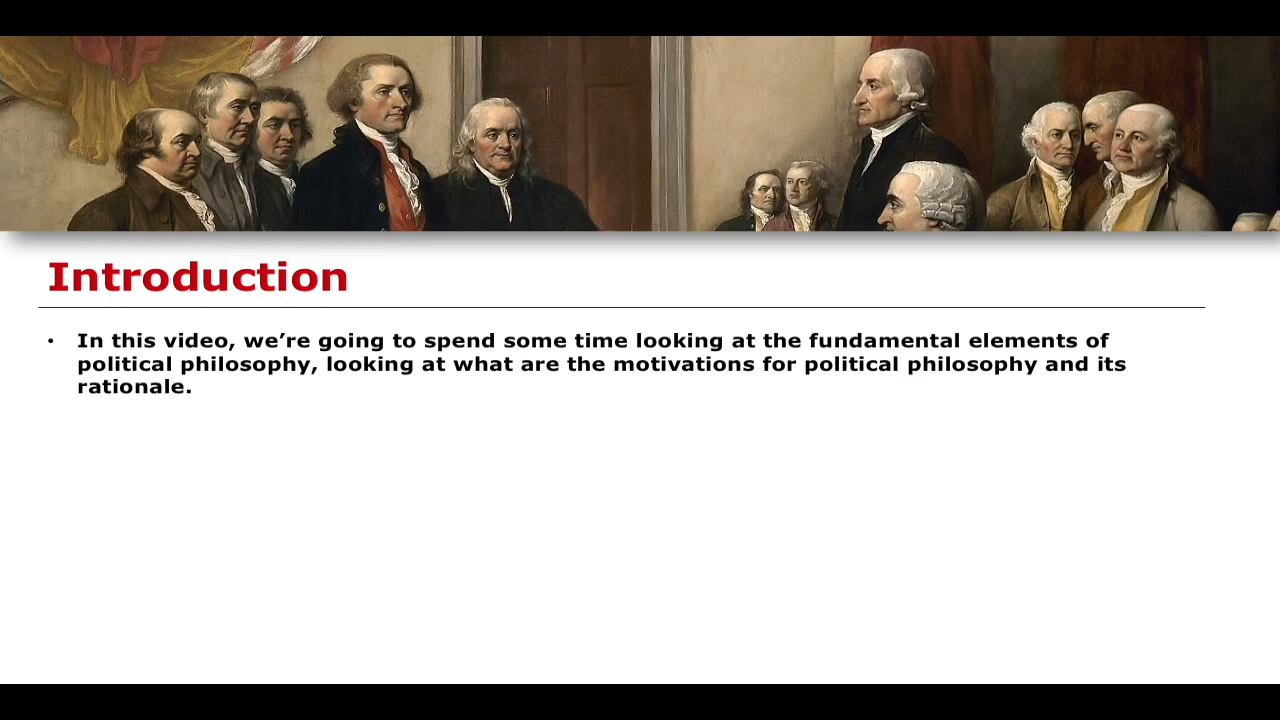 Introduction
• In this video, we’re going to spend some time looking at the fundamental elements of
political philosophy, looking at what are the motivations for political philosophy and its
rationale.